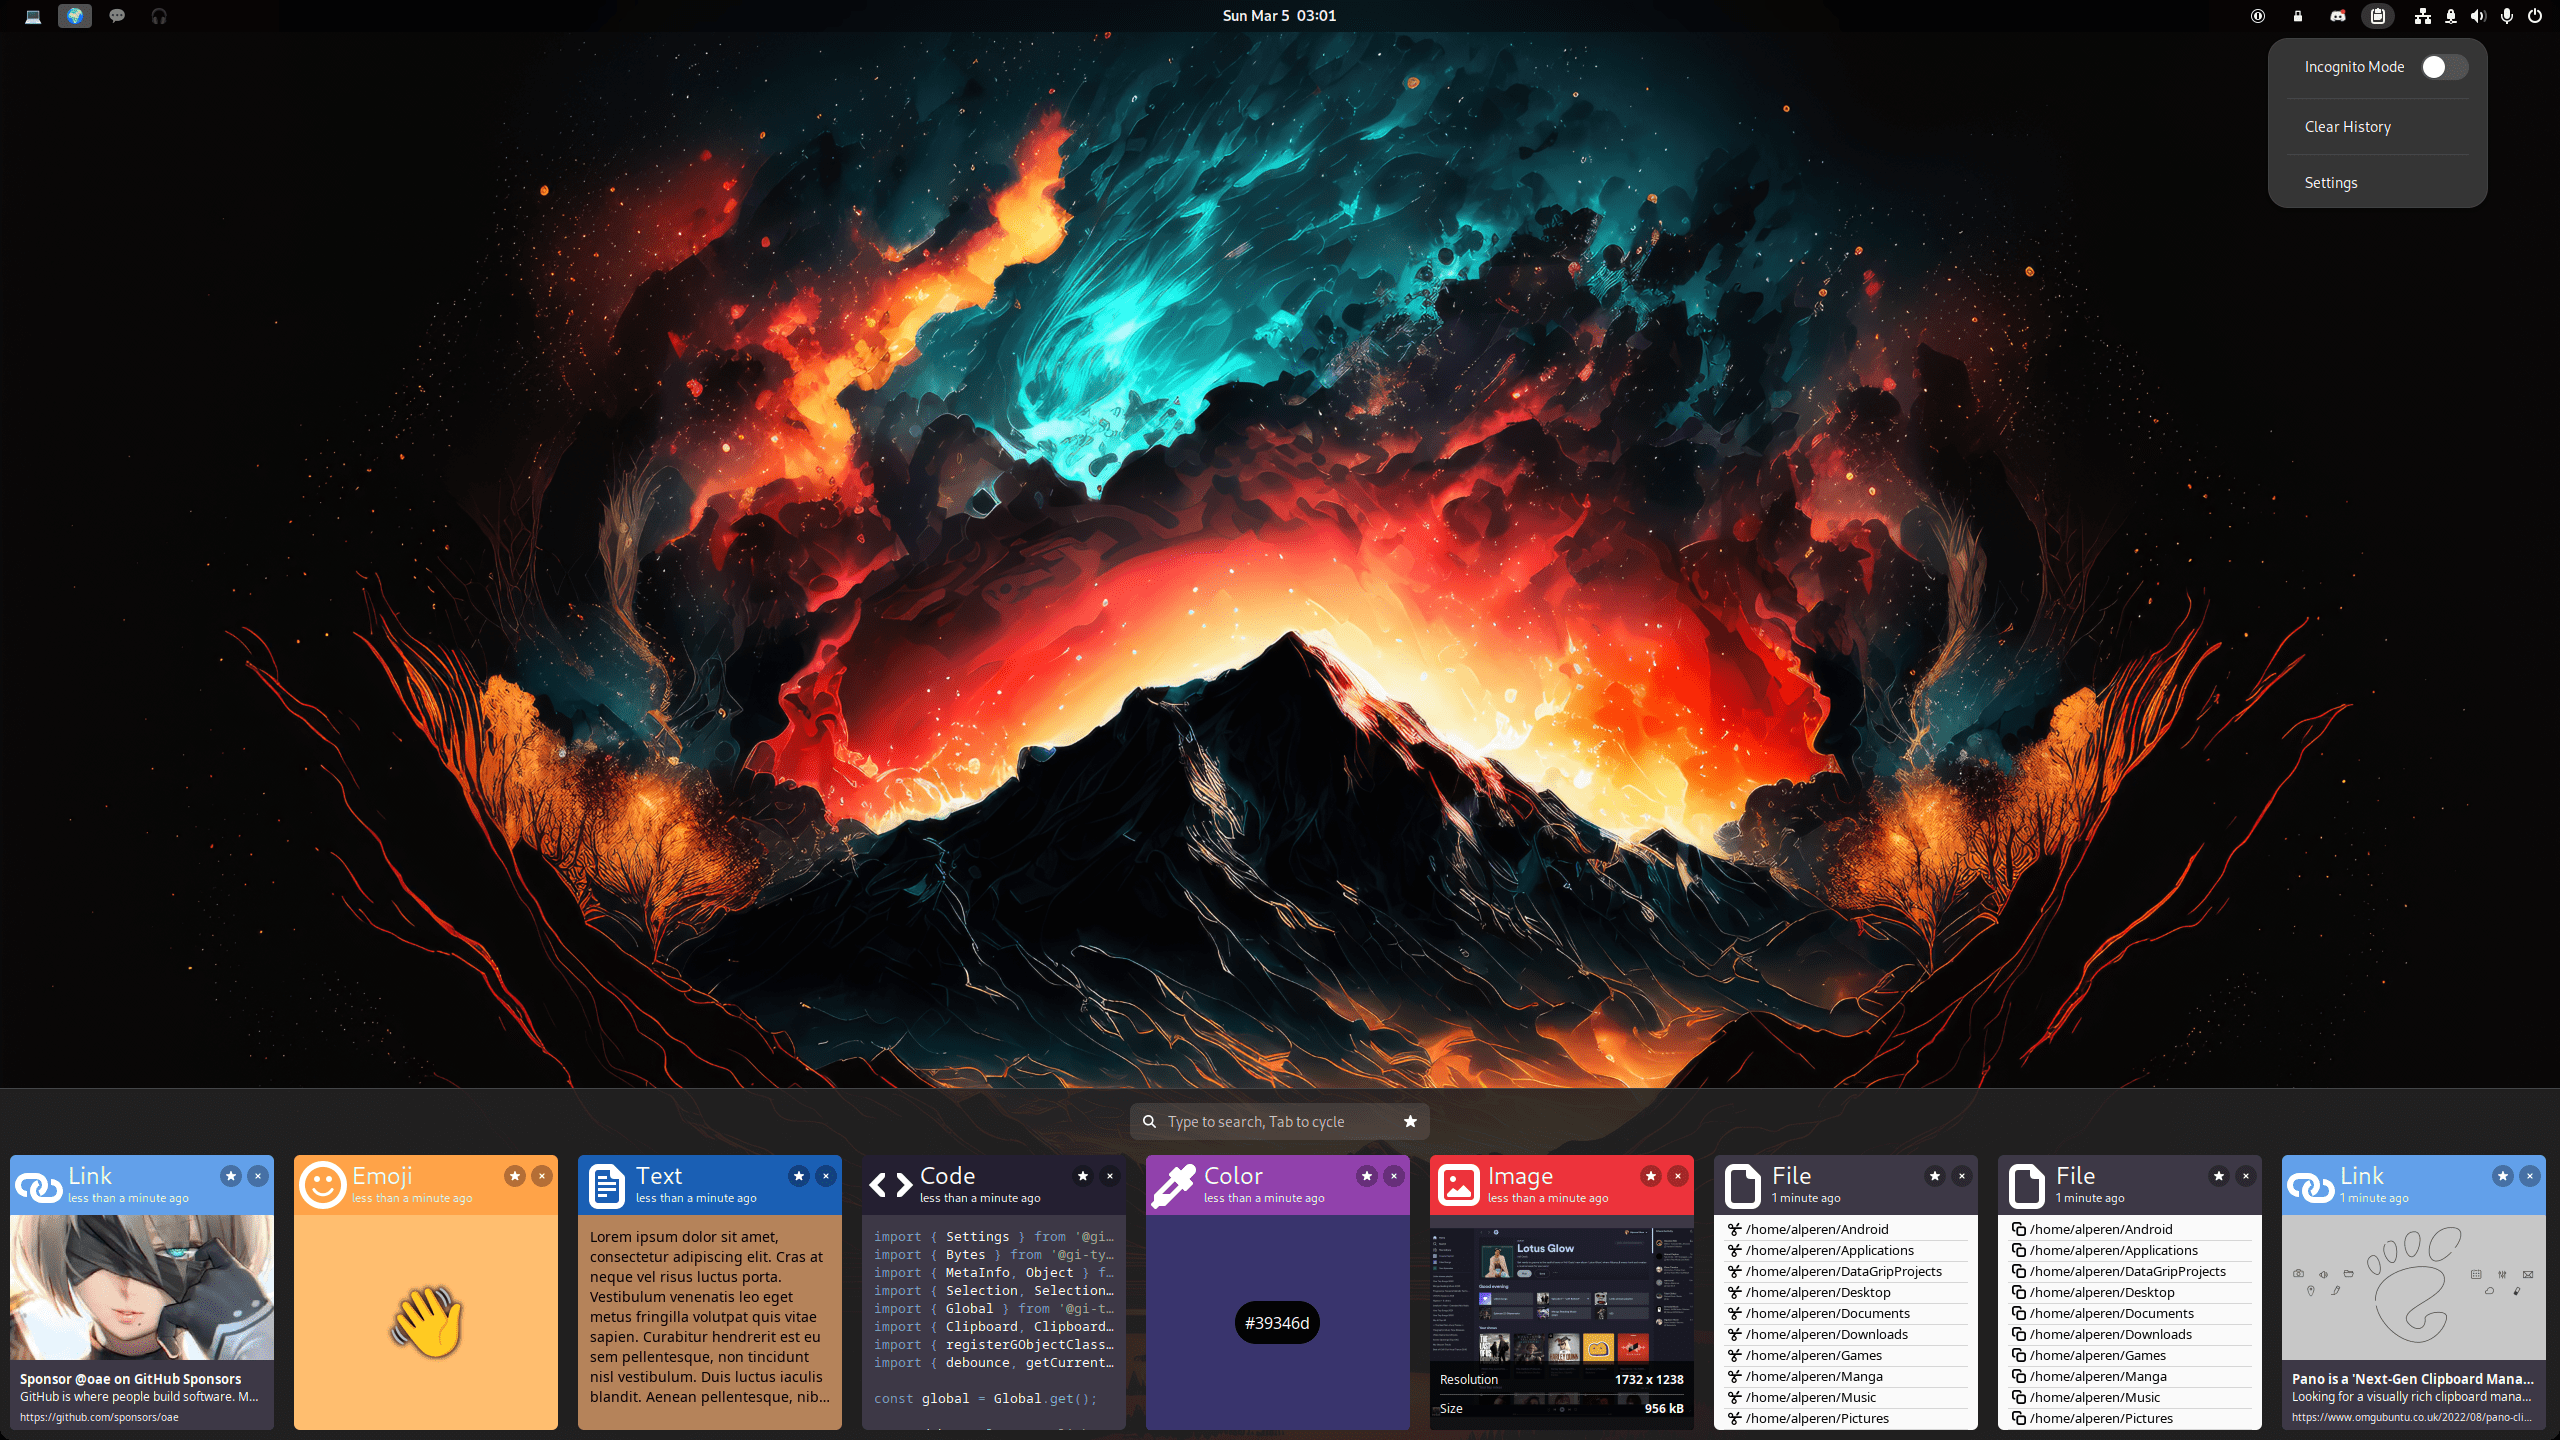 Sun Mar 5 03:01
Incognito Mode
Clear History
Settings
Type to search, Tab to cycle
Link
less than a minute ago
Sponsor @oae on GitHub Sponsors
GitHub is where people build software. M...
https://github.com/sponsors/oae
Emoji
less than a minute ago
Text
less than a minute ago
Lorem ipsum dolor sit amet,
consectetur adipiscing elit. Cras at
neque vel risus luctus porta.
Vestibulum venenatis leo eget
metus fringilla volutpat quis vitae
sapien. Curabitur hendrerit est eu
sem pellentesque, non tincidunt
nisl vestibulum. Duis luctus iaculis
blandit. Aenean pellentesque, nib...
Code
less than a minute ago
import { Settings } from '@gi...
import { Bytes } from '@gi-ty...
import { MetaInfo, Object } f...
import { Selection, Selection...
import { Global } from '@gi-t...
import { Clipboard, Clipboard...
import { registerGObjectClass...
import { debounce, getCurrent...
const global = Global.get();
Color
less than a minute ago
#39346d
Image
less than a minute ago
Lotus Glow
Good evening
Resolution 1732 x 1238
Size 956 kB
File
1 minute ago
/home/alperen/Android
/home/alperen/Applications
/home/alperen/DataGripProjects
/home/alperen/Desktop
/home/alperen/Documents
/home/alperen/Downloads
/home/alperen/Games
/home/alperen/Manga
/home/alperen/Music
/home/alperen/Pictures
File
1 minute ago
/home/alperen/Android
/home/alperen/Applications
/home/alperen/DataGripProjects
/home/alperen/Desktop
/home/alperen/Documents
/home/alperen/Downloads
/home/alperen/Games
/home/alperen/Manga
/home/alperen/Music
/home/alperen/Pictures
Link
1 minute ago
Pano is a 'Next-Gen Clipboard Mana...
Looking for a visually rich clipboard mana...
https://www.omgubuntu.co.uk/2022/08/pano-cli...